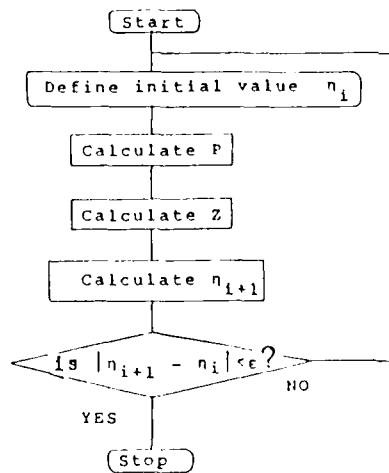 Start
Define initial value η_i
Calculate P
Calculate Z
Calculate η_{i+1}
is |η_{i+1} - η_i| <ε?
NO
YES
Stop